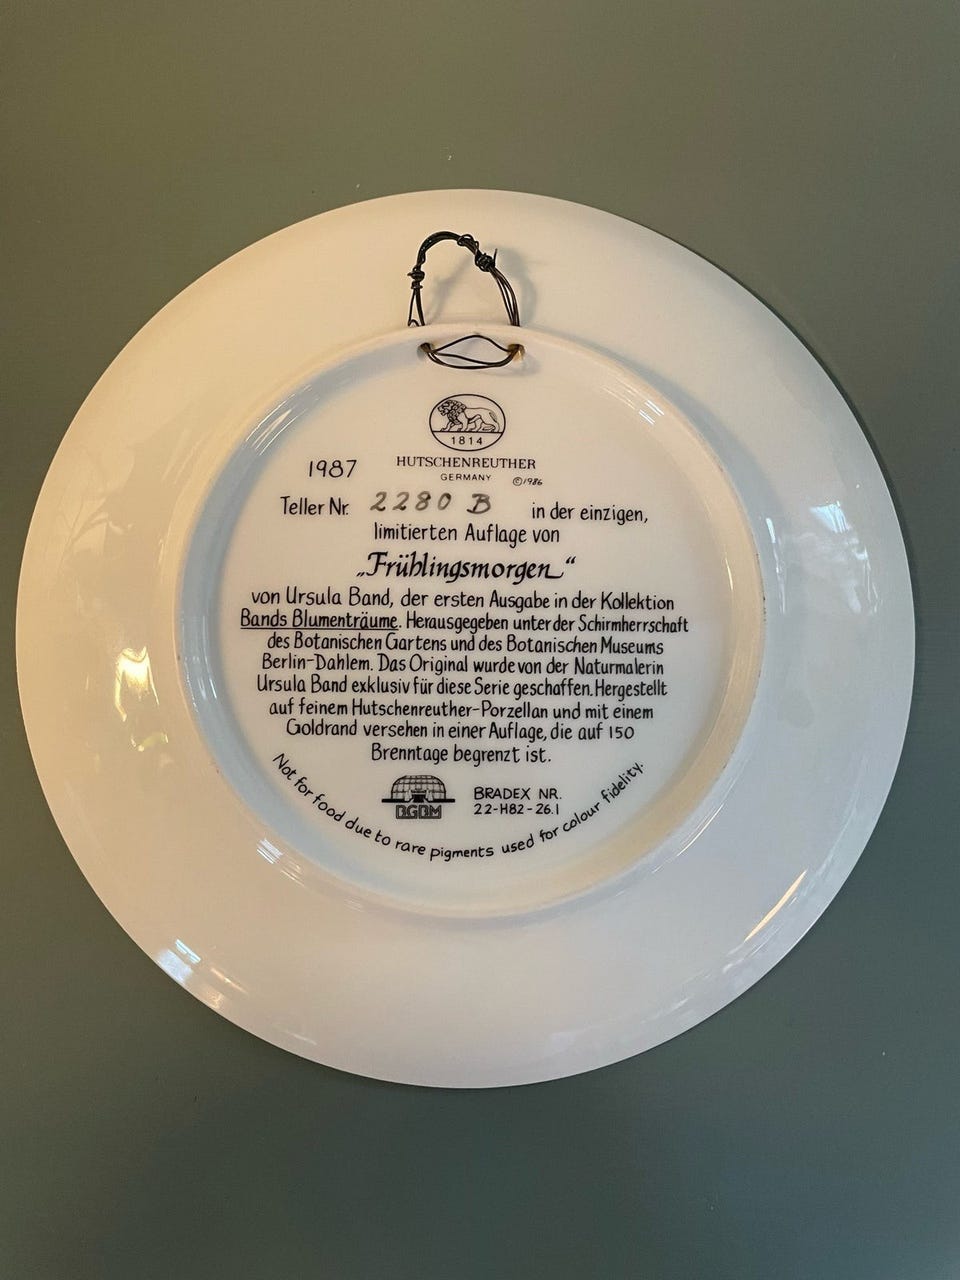 1814
HUTSCHENREUTHER
GERMANY
©1986
1987
Teller Nr. 2280 B in der einzigen,
limitierten Auflage von
„Frühlingsmorgen“
von Ursula Band, der ersten Ausgabe in der Kollektion
Bands Blumenträume. Herausgegeben unter der Schirmherrschaft
des Botanischen Gartens und des Botanischen Museums
Berlin-Dahlem. Das Original wurde von der Naturmalerin
Ursula Band exklusiv für diese Serie geschaffen. Hergestellt
auf feinem Hutschenreuther-Porzellan und mit einem
Goldrand versehen in einer Auflage, die auf 150
Brenntage begrenzt ist.
BGBM
BRADEX NR.
22-H82-26.1
Not for food due to rare pigments used for colour fidelity.